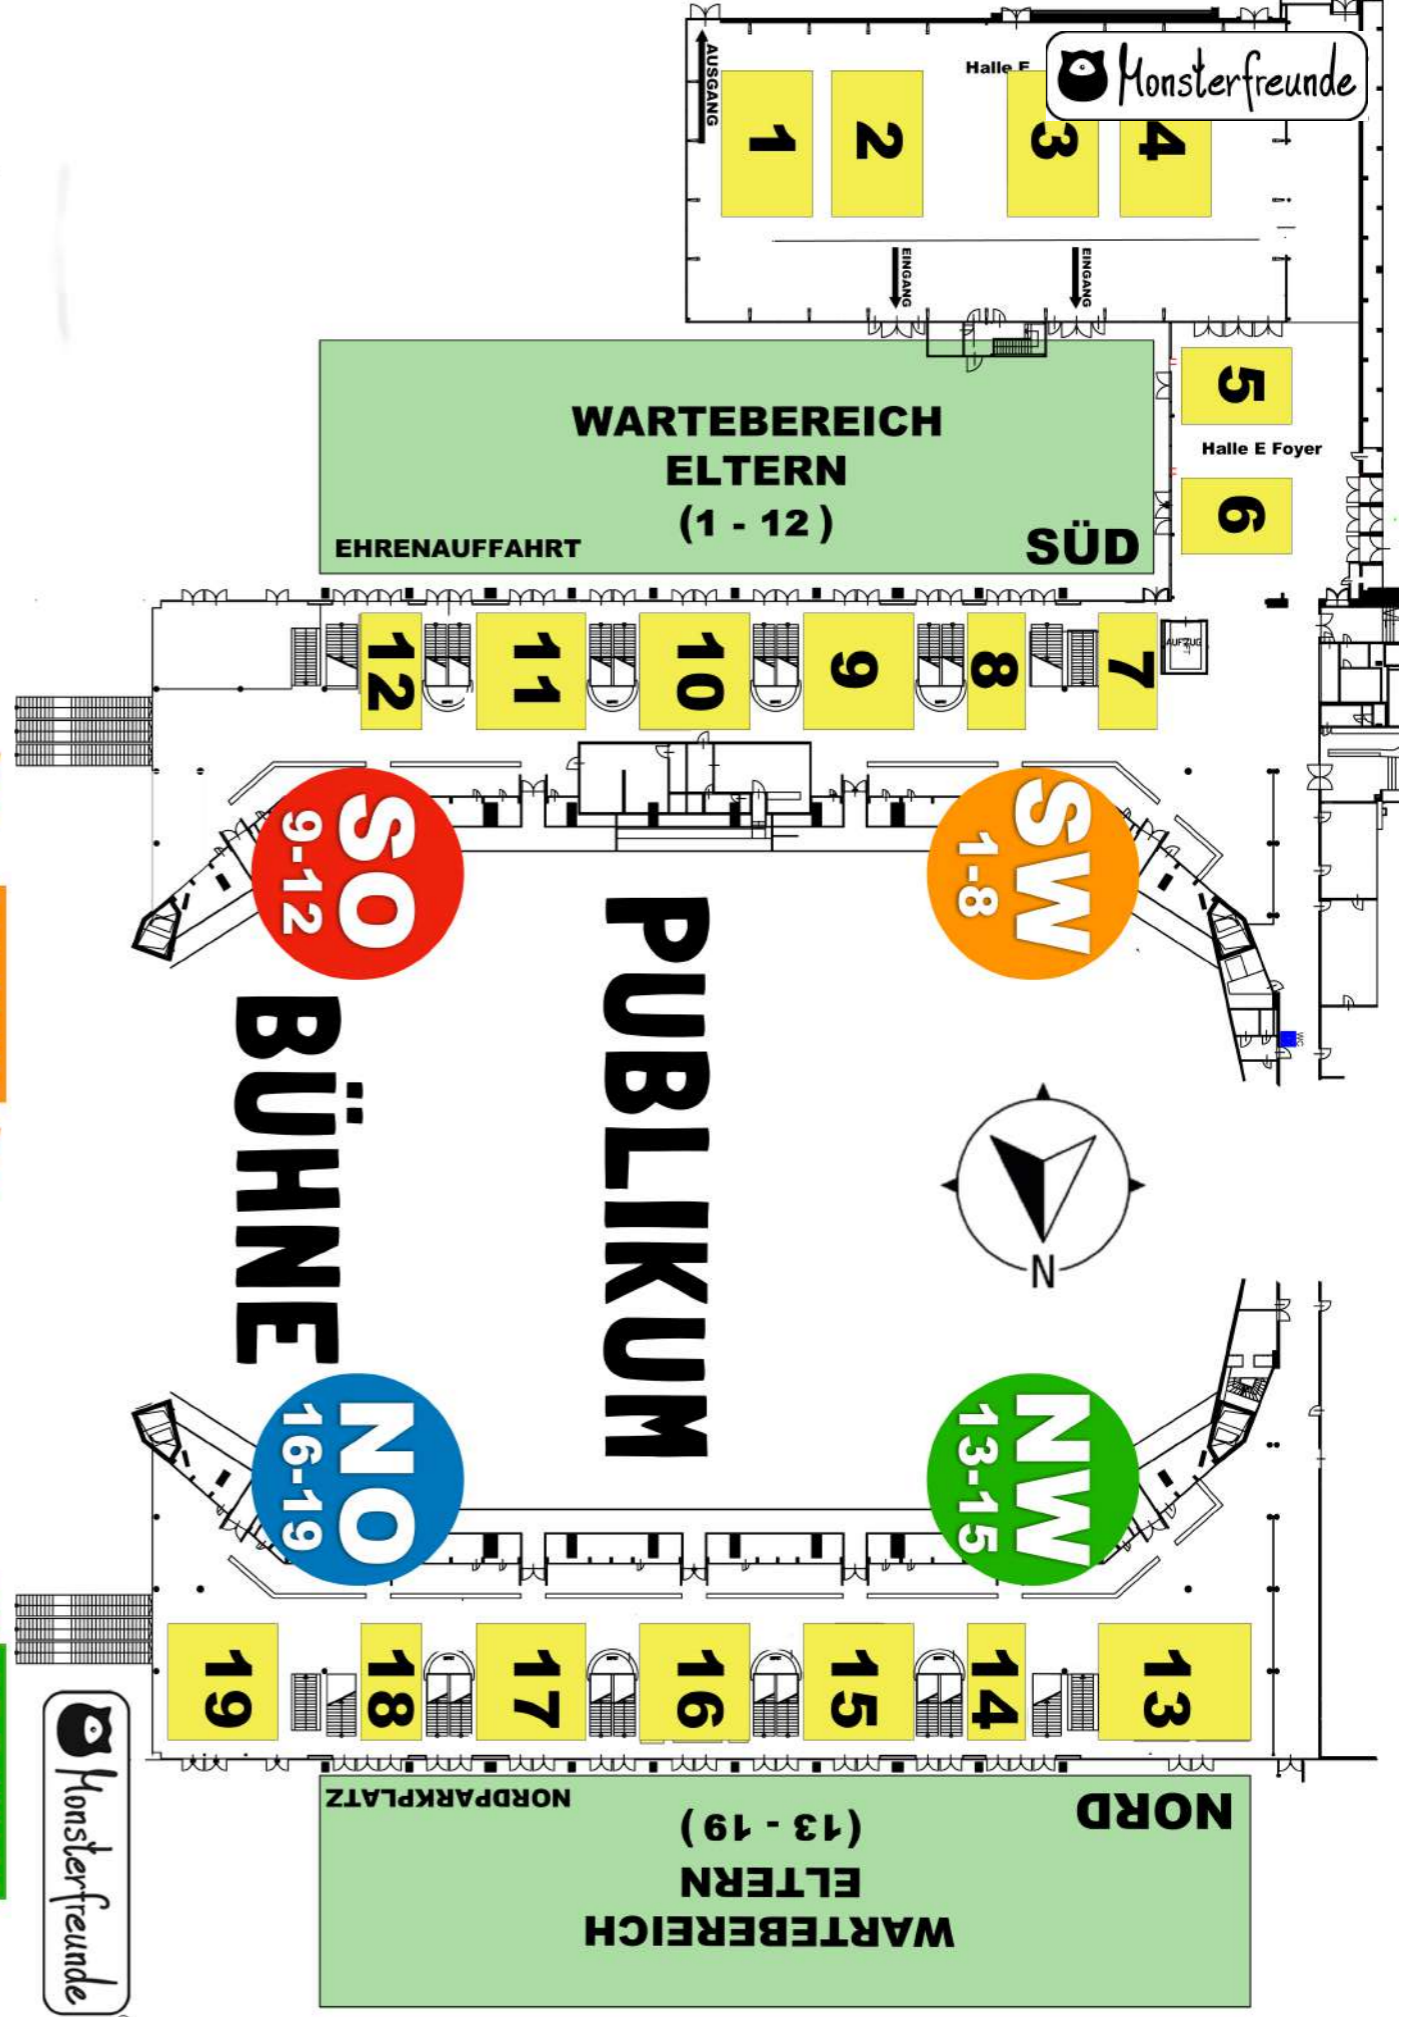 AUSGANG
Halle E
Monsterfreunde
1
2
3
4
EINGANG
EINGANG
5
Halle E Foyer
6
WARTEBEREICH
ELTERN
(1 - 12)
EHRENAUFFAHRT
SÜD
12
11
10
9
8
7
AUFZUG
SO
9-12
SW
1-8
BÜHNE
PUBLIKUM
WC
N
NO
16-19
NW
13-15
19
18
17
16
15
14
13
WARTEBEREICH
ELTERN
(13 - 19)
NORD
NORDPARKPLATZ
Monsterfreunde